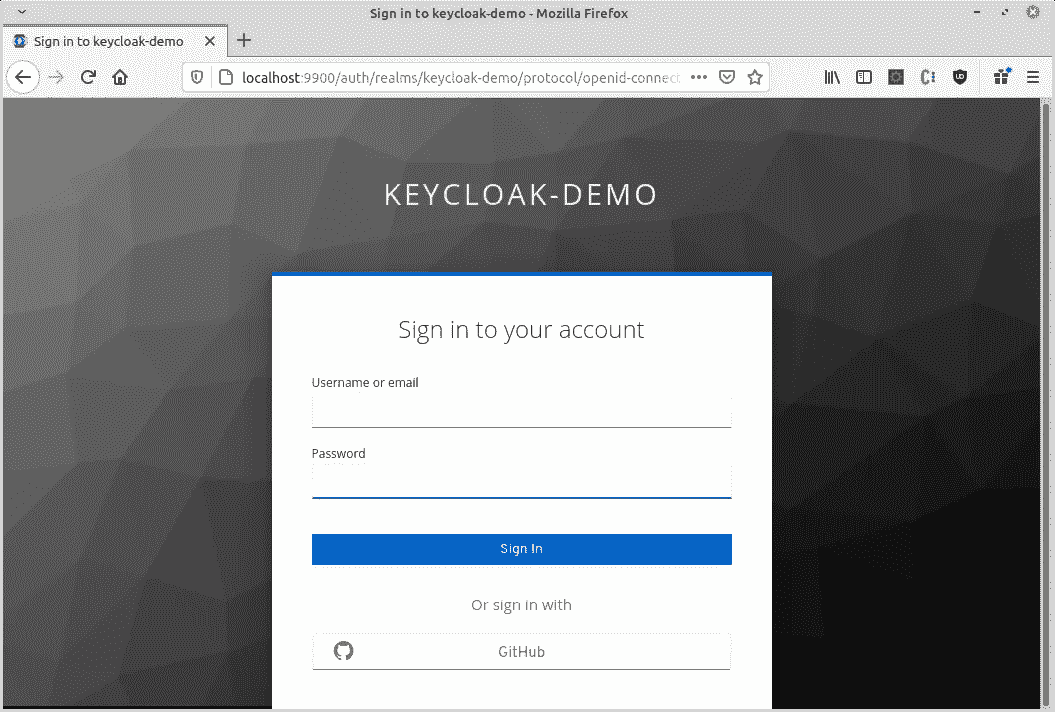 Sign in to keycloak-demo - Mozilla Firefox
Sign in to keycloak-demo
localhost:9900/auth/realms/keycloak-demo/protocol/openid-connect
KEYCLOAK-DEMO
Sign in to your account
Username or email
Password
Sign In
Or sign in with
GitHub